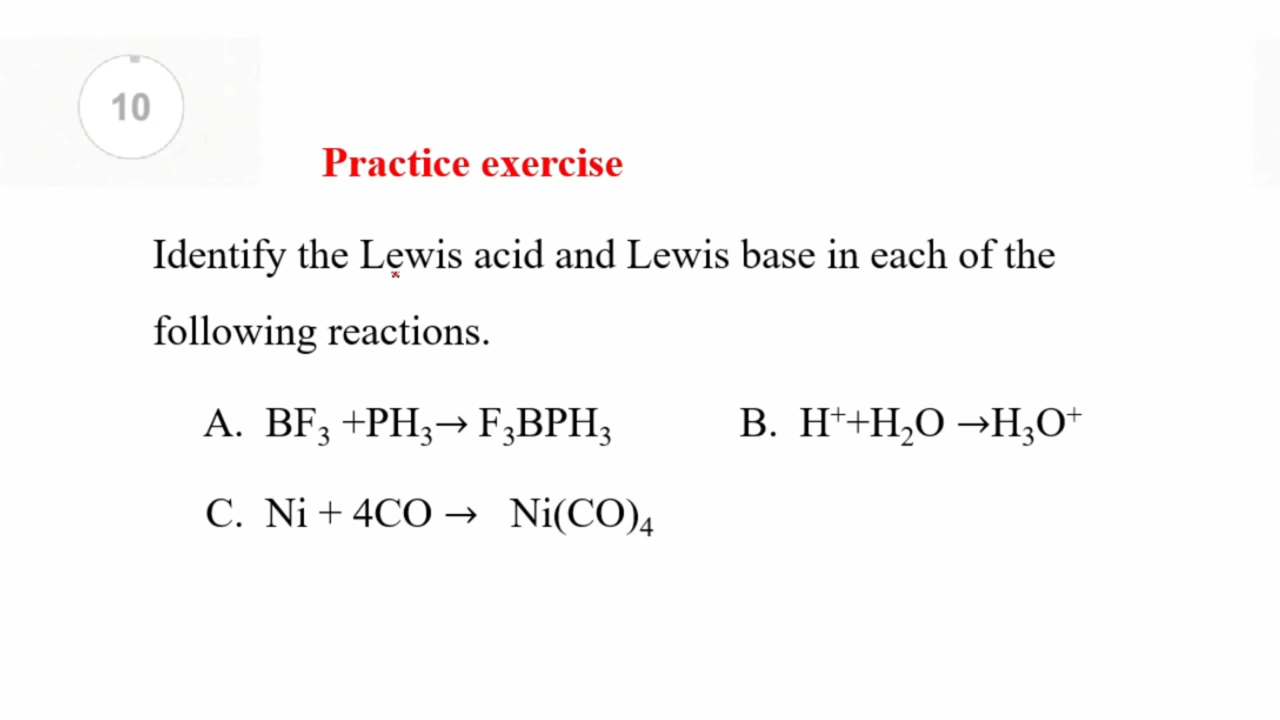 10
Practice exercise
Identify the Lewis acid and Lewis base in each of the
following reactions.
A. BF₃ +PH₃→ F₃BPH₃ B. H⁺+H₂O →H₃O⁺
C. Ni + 4CO → Ni(CO)₄